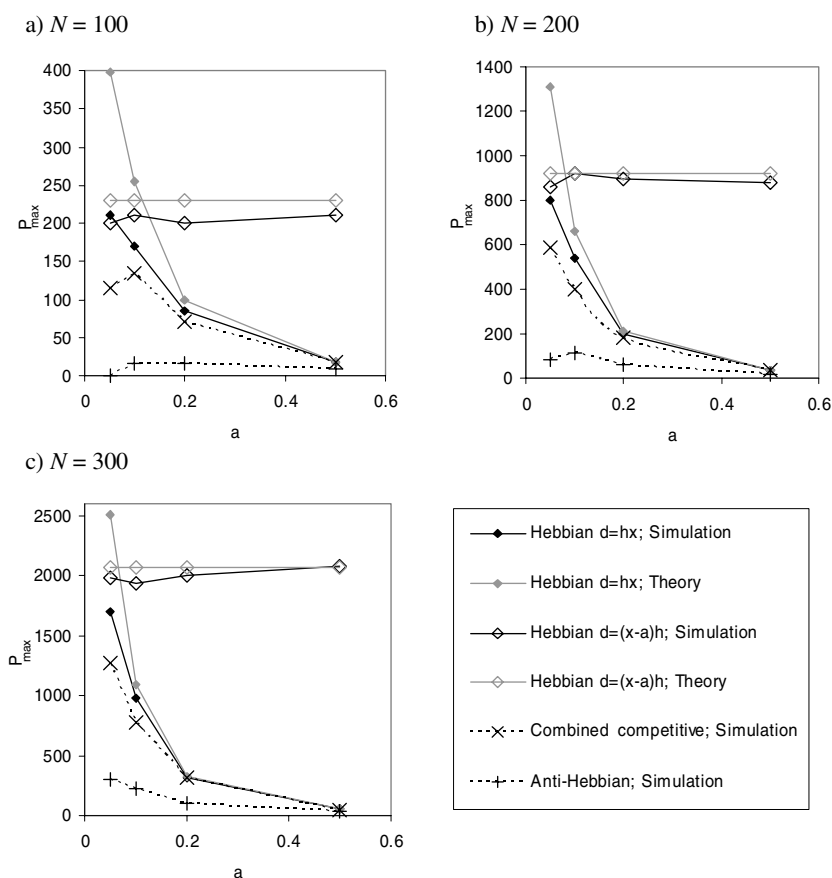 a) N = 100
400
350
300
250
200
150
100
50
0
P max
0
0.2
0.4
0.6
a
b) N = 200
1400
1200
1000
800
600
400
200
0
P max
0
0.2
0.4
0.6
a
c) N = 300
2500
2000
1500
1000
500
0
P max
0
0.2
0.4
0.6
a
Hebbian d=hx; Simulation
Hebbian d=hx; Theory
Hebbian d=(x-a)h; Simulation
Hebbian d=(x-a)h; Theory
Combined competitive; Simulation
Anti-Hebbian; Simulation